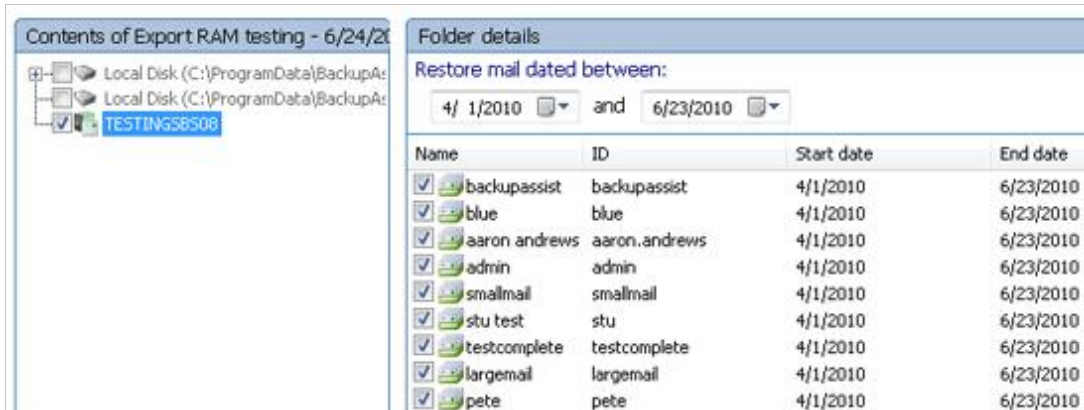 Contents of Export RAM testing - 6/24/20
Local Disk (C:\ProgramData\BackupAs
Local Disk (C:\ProgramData\BackupAs
TESTINGSBS08
Folder details
Restore mail dated between:
4/ 1/2010 and 6/23/2010
Name ID Start date End date
backupassist backupassist 4/1/2010 6/23/2010
blue blue 4/1/2010 6/23/2010
aaron andrews aaron.andrews 4/1/2010 6/23/2010
admin admin 4/1/2010 6/23/2010
smallmail smallmail 4/1/2010 6/23/2010
stu test stu 4/1/2010 6/23/2010
testcomplete testcomplete 4/1/2010 6/23/2010
largemail largemail 4/1/2010 6/23/2010
pete pete 4/1/2010 6/23/2010